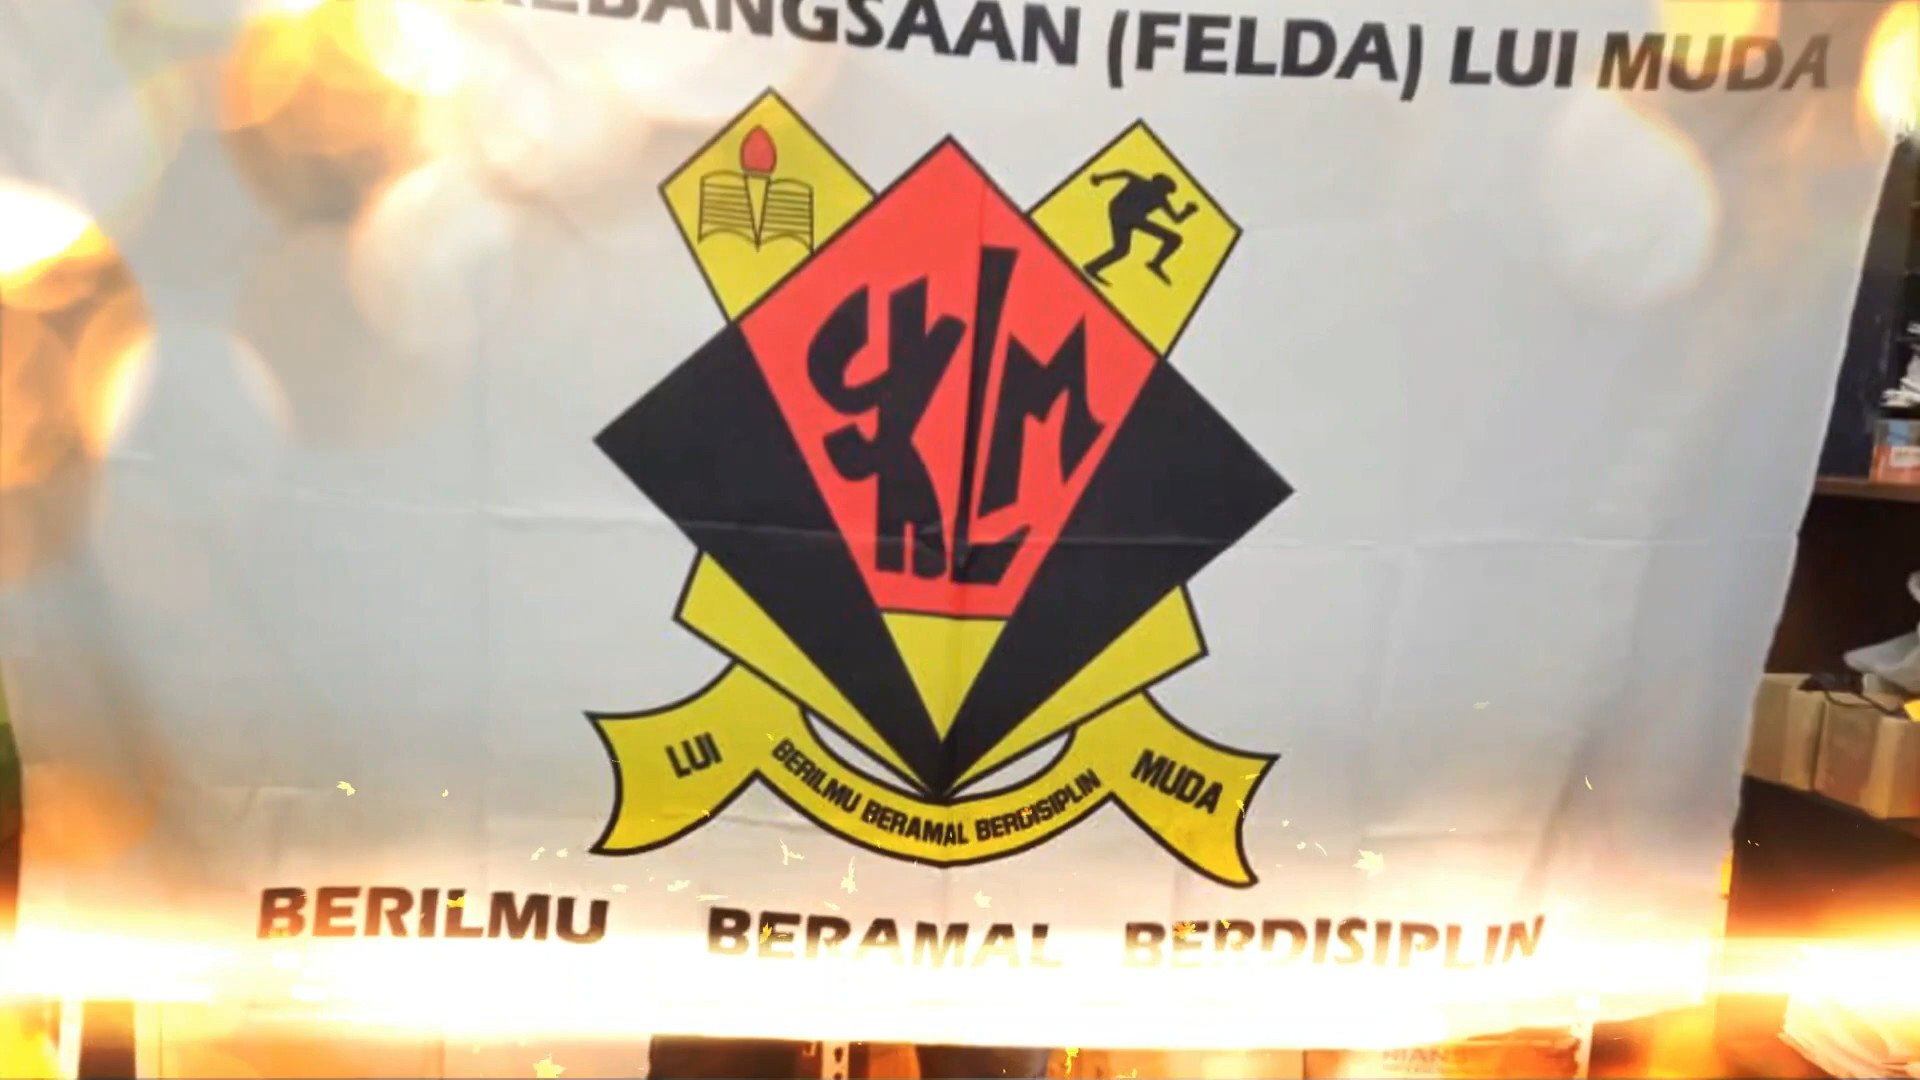 KEBANGSAAN (FELDA) LUI MUDA
SKLM
LUI BERILMU BERAMAL BERDISIPLIN MUDA
BERILMU BERAMAL BERDISIPLIN